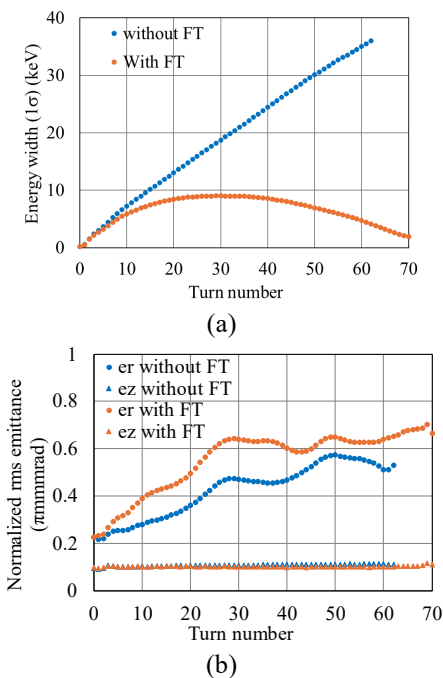 40
30
20
10
0
Energy width (1σ) (keV)
without FT
With FT
0 10 20 30 40 50 60 70
Turn number
(a)
1
0.8
0.6
0.4
0.2
0
Normalized rms emittance
(πmmmrad)
er without FT
ez without FT
er with FT
ez with FT
0 10 20 30 40 50 60 70
Turn number
(b)